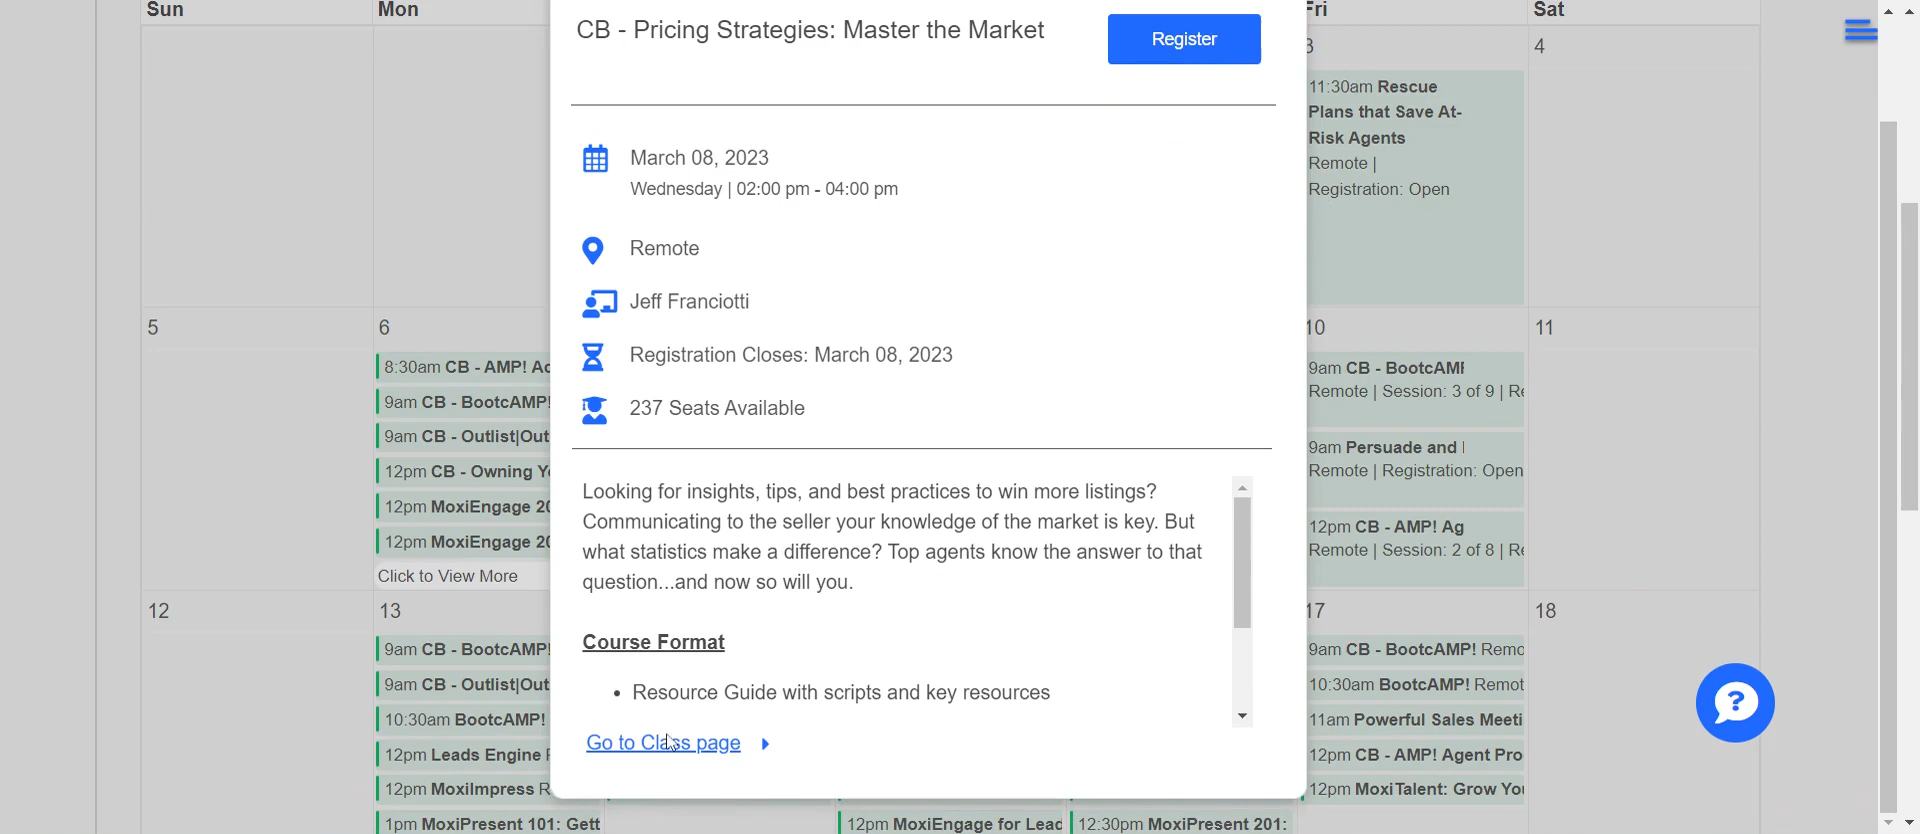 Sun
Mon
Fri
Sat
CB - Pricing Strategies: Master the Market
Register
March 08, 2023
Wednesday | 02:00 pm - 04:00 pm
Remote
Jeff Franciotti
Registration Closes: March 08, 2023
237 Seats Available
Looking for insights, tips, and best practices to win more listings?
Communicating to the seller your knowledge of the market is key. But
what statistics make a difference? Top agents know the answer to that
question...and now so will you.
Course Format
• Resource Guide with scripts and key resources
Go to Class page
3
11:30am Rescue
Plans that Save At-
Risk Agents
Remote |
Registration: Open
4
5
6
8:30am CB - AMP!
9am CB - BootcAMP!
9am CB - Outlist|Out
12pm CB - Owning
12pm MoxiEngage
12pm MoxiEngage
Click to View More
10
9am CB - BootcAMP
Remote | Session: 3 of 9 |
9am Persuade and
Remote | Registration: Open
12pm CB - AMP! Ag
Remote | Session: 2 of 8 |
11
12
13
9am CB - BootcAMP!
9am CB - Outlist|Out
10:30am BootcAMP!
12pm Leads Engine
12pm MoxiImpress
1pm MoxiPresent 101: Gett
12pm MoxiEngage for Lead
12:30pm MoxiPresent 201:
17
9am CB - BootcAMP! Remo
10:30am BootcAMP! Remot
11am Powerful Sales Meeti
12pm CB - AMP! Agent Pro
12pm MoxiTalent: Grow You
18